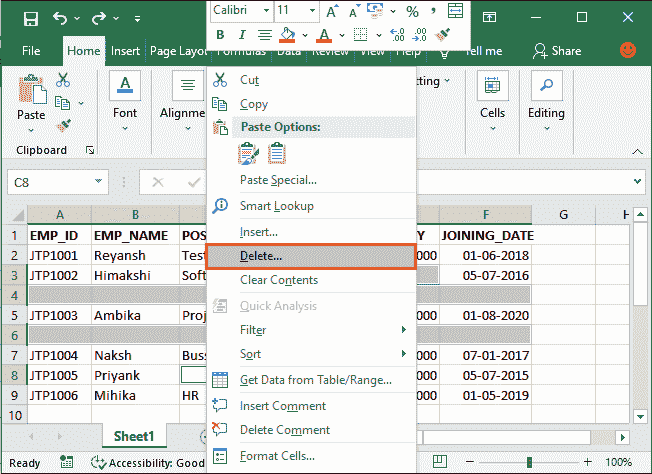 Calibri 11 A A %
B I A .00 .00
File Home Insert Page Layou Formulas Data Review View Help Tell me Share
Paste
Font
Alignme
Cells
Editing
Clipboard
C8
Cut
Copy
Paste Options:
Paste Special...
Smart Lookup
Insert...
Delete...
Clear Contents
Quick Analysis
Filter
Sort
Get Data from Table/Range...
Insert Comment
Delete Comment
Format Cells...
A B F G H
1 EMP_ID EMP_NAME POS Y JOINING_DATE
2 JTP1001 Reyansh Test 000 01-06-2018
3 JTP1002 Himakshi Soft 05-07-2016
4
5 JTP1003 Ambika Proj 000 01-08-2020
6
7 JTP1004 Naksh Buss 000 07-01-2017
8 JTP1005 Priyank 000 05-07-2015
9 JTP1006 Mihika HR 000 01-05-2019
10
Sheet1
Ready Accessibility: Good 100%